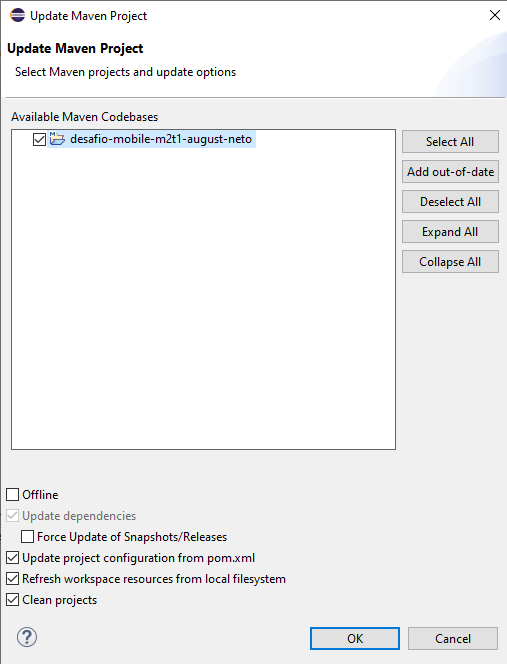 Update Maven Project
Update Maven Project
Select Maven projects and update options
Available Maven Codebases
desafio-mobile-m2t1-august-neto
Select All
Add out-of-date
Deselect All
Expand All
Collapse All
Offline
Update dependencies
Force Update of Snapshots/Releases
Update project configuration from pom.xml
Refresh workspace resources from local filesystem
Clean projects
?
OK
Cancel